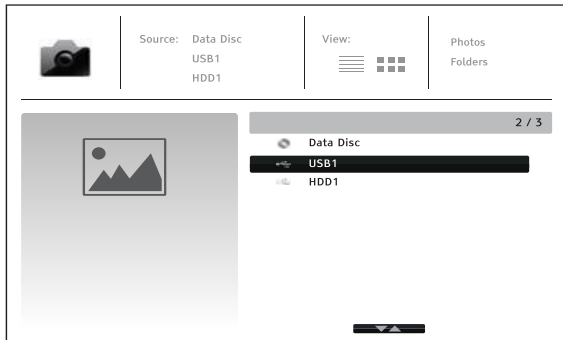 Source: Data Disc
USB1
HDD1
View:
Photos
Folders
2 / 3
Data Disc
USB1
HDD1